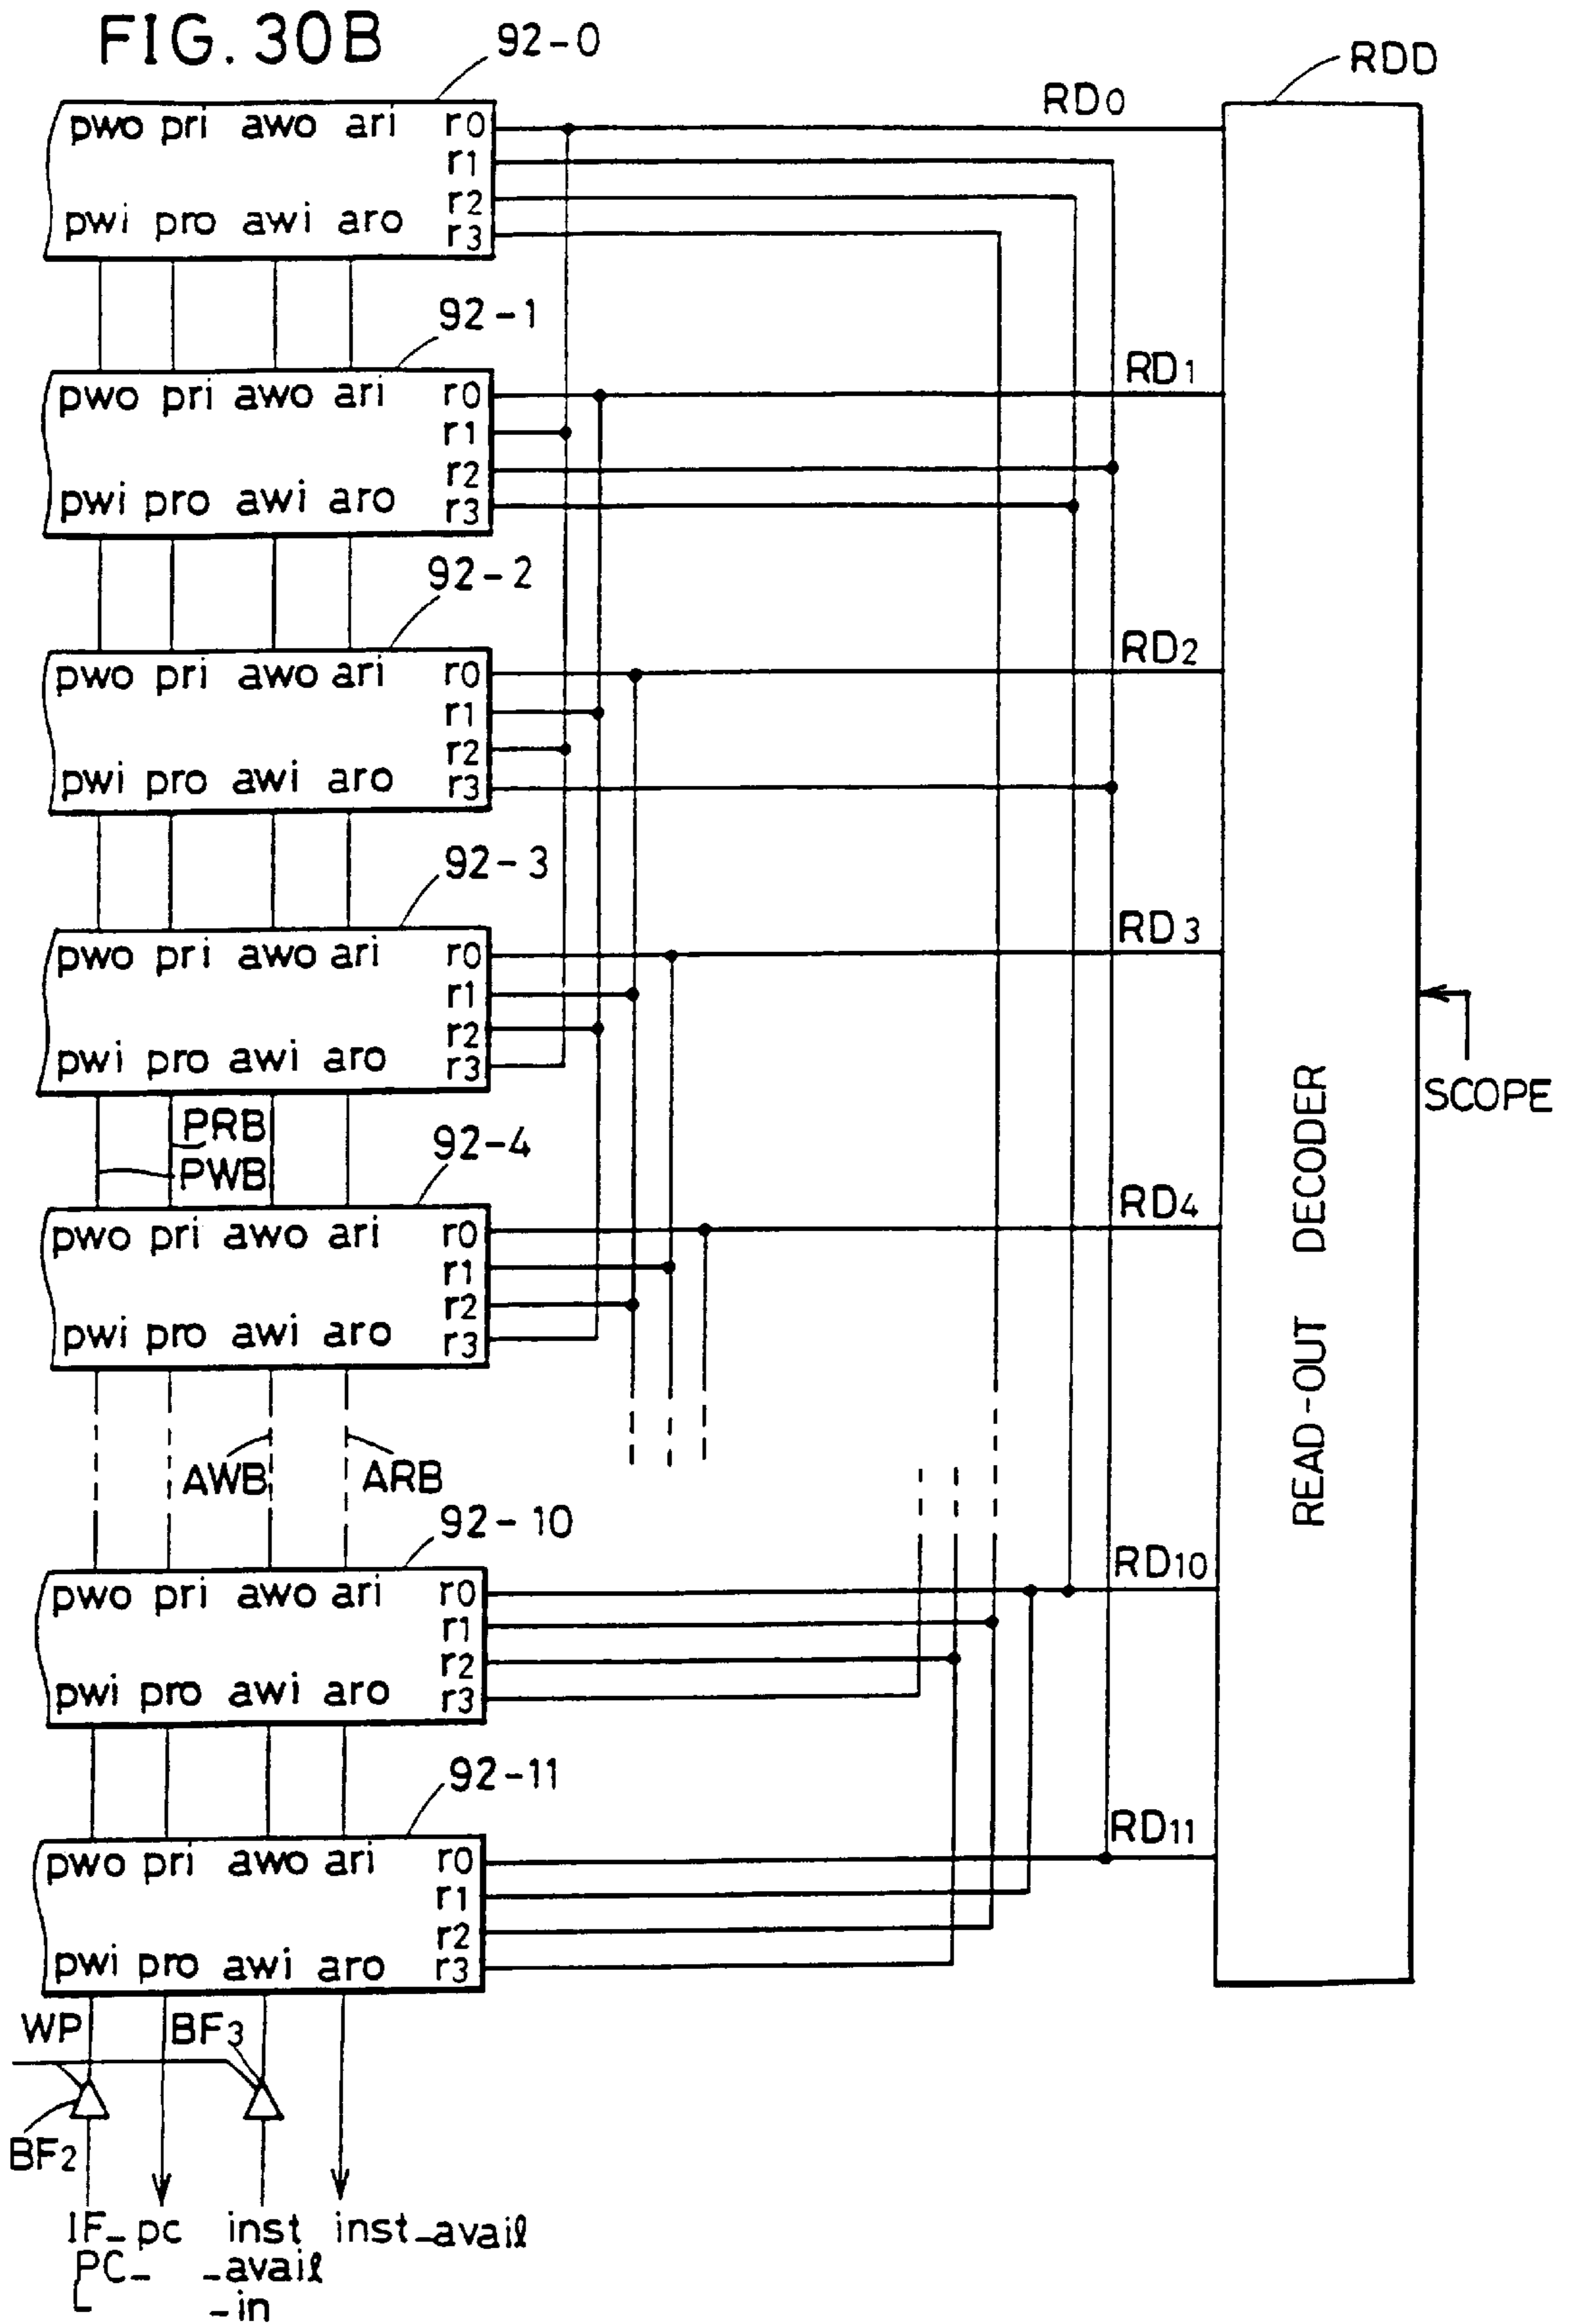 FIG. 30B
92-0
RDD
RD0
pwo pri awo ari r0
r1
r2
pwi pro awi aro r3
92-1
RD1
pwo pri awo ari r0
r1
r2
pwi pro awi aro r3
92-2
RD2
pwo pri awo ari r0
r1
r2
pwi pro awi aro r3
92-3
RD3
pwo pri awo ari r0
r1
r2
pwi pro awi aro r3
SCOPE
READ-OUT DECODER
PRB
PWB
92-4
RD4
pwo pri awo ari r0
r1
r2
pwi pro awi aro r3
AWB ARB
92-10
RD10
pwo pri awo ari r0
r1
r2
pwi pro awi aro r3
92-11
RD11
pwo pri awo ari r0
r1
r2
pwi pro awi aro r3
WP BF3
BF2
IF_ pc inst inst_avail
PC_ _avail
L _in